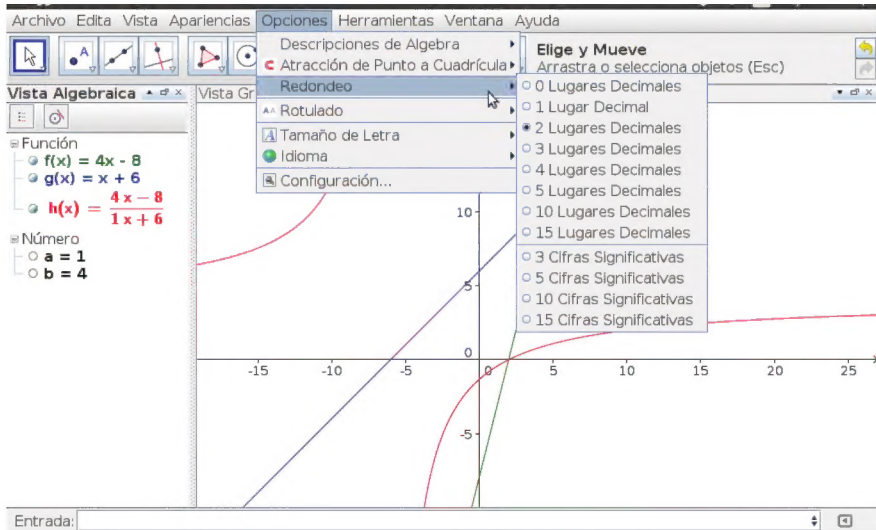 Archivo Edita Vista Apariencias Opciones Herramientas Ventana Ayuda
A
Descripciones de Algebra
Atracción de Punto a Cuadrícula
Redondeo
AA Rotulado
A Tamaño de Letra
Idioma
Configuración...
Elige y Mueve
Arrastra o selecciona objetos (Esc)
0 Lugares Decimales
1 Lugar Decimal
2 Lugares Decimales
3 Lugares Decimales
4 Lugares Decimales
5 Lugares Decimales
10 Lugares Decimales
15 Lugares Decimales
3 Cifras Significativas
5 Cifras Significativas
10 Cifras Significativas
15 Cifras Significativas
Vista Algebraica
Vista Gr
Función
f(x) = 4x - 8
g(x) = x + 6
h(x) = 4 x − 8
1 x + 6
Número
a = 1
b = 4
10
5
0
-15 -10 -5 0 5 10 15 20 25
-5
Entrada: